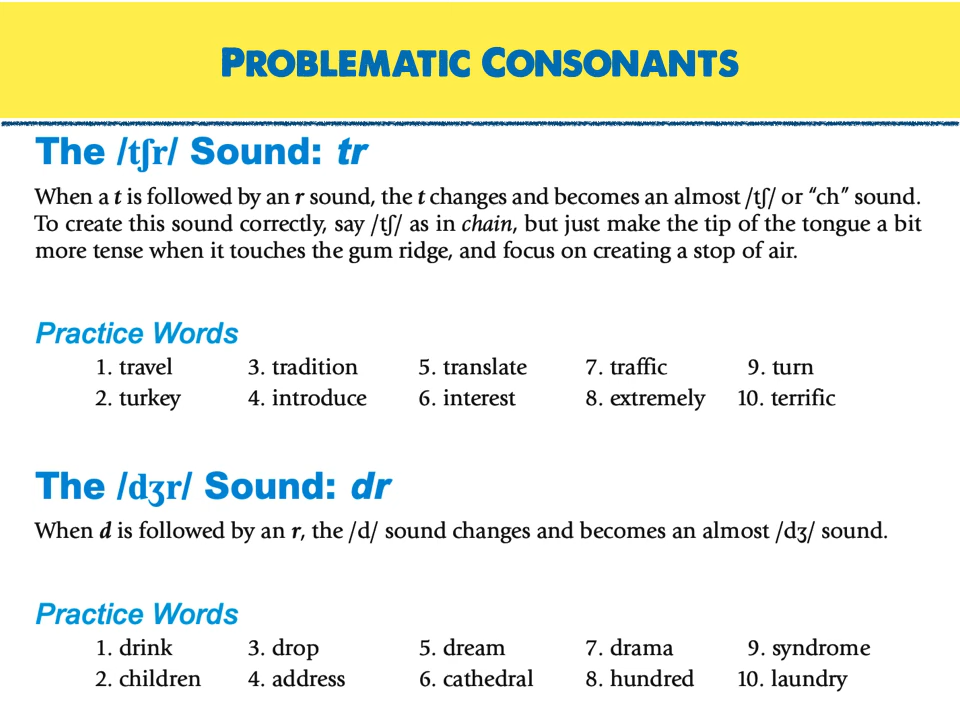 PROBLEMATIC CONSONANTS
The /tʃr/ Sound: tr
When a t is followed by an r sound, the t changes and becomes an almost /tʃ/ or “ch” sound.
To create this sound correctly, say /tʃ/ as in chain, but just make the tip of the tongue a bit
more tense when it touches the gum ridge, and focus on creating a stop of air.
Practice Words
1. travel 3. tradition 5. translate 7. traffic 9. turn
2. turkey 4. introduce 6. interest 8. extremely 10. terrific
The /dʒr/ Sound: dr
When d is followed by an r, the /d/ sound changes and becomes an almost /dʒ/ sound.
Practice Words
1. drink 3. drop 5. dream 7. drama 9. syndrome
2. children 4. address 6. cathedral 8. hundred 10. laundry